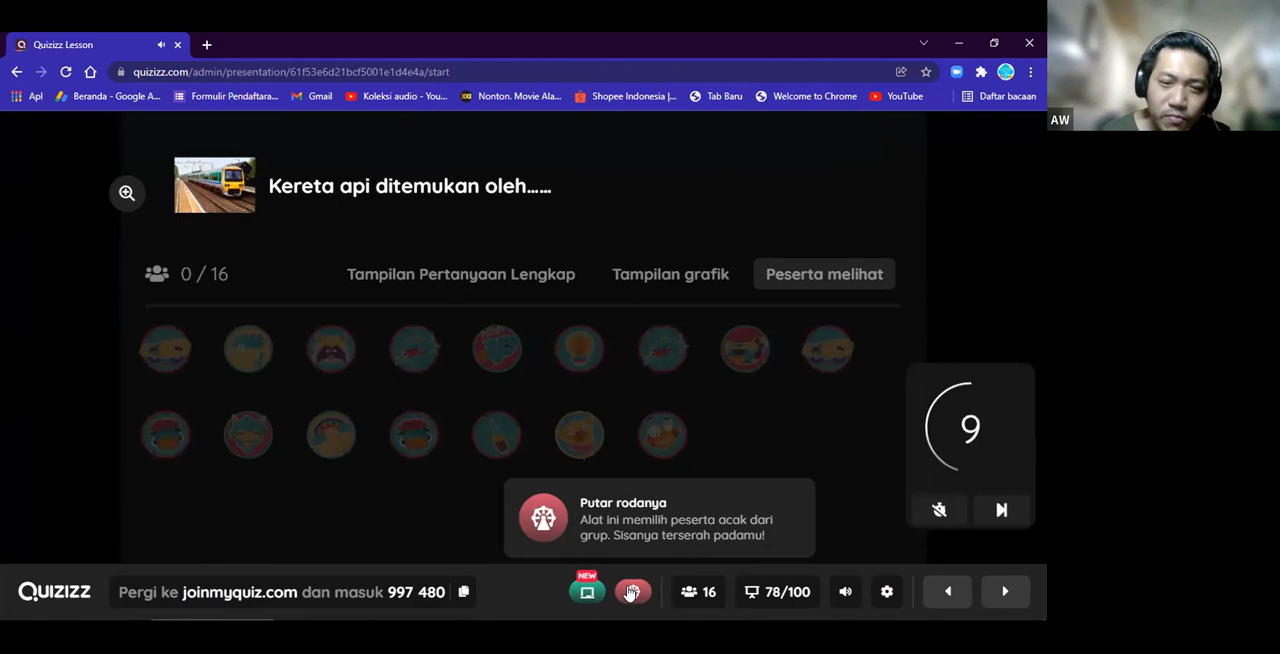 Quizizz Lesson
quizizz.com/admin/presentation/61f53e6d21bcf5001e1d4e4a/start
Apl
Beranda - Google A...
Formulir Pendaftara...
Gmail
Koleksi audio - You...
Nonton. Movie Ala...
Shopee Indonesia |...
Tab Baru
Welcome to Chrome
YouTube
Daftar bacaan
AW
Kereta api ditemukan oleh......
0 / 16
Tampilan Pertanyaan Lengkap
Tampilan grafik
Peserta melihat
9
Putar rodanya
Alat ini memilih peserta acak dari
grup. Sisanya terserah padamu!
NEW
QUIZIZZ
Pergi ke joinmyquiz.com dan masuk 997 480
16
78/100